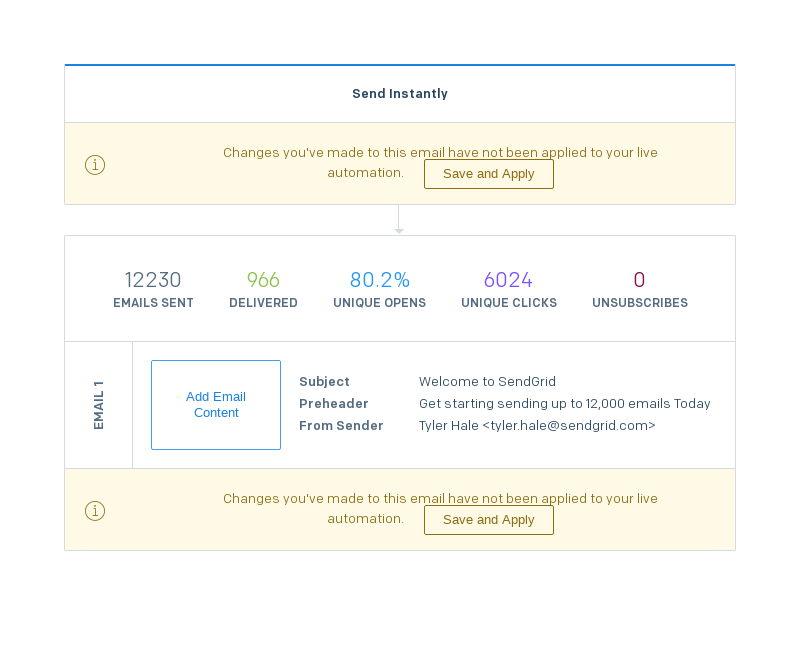 Send Instantly
Changes you've made to this email have not been applied to your live
automation. Save and Apply
12230 966 80.2% 6024 0
EMAILS SENT DELIVERED UNIQUE OPENS UNIQUE CLICKS UNSUBSCRIBES
EMAIL 1
Add Email
Content
Subject Welcome to SendGrid
Preheader Get starting sending up to 12,000 emails Today
From Sender Tyler Hale <tyler.hale@sendgrid.com>
Changes you've made to this email have not been applied to your live
automation. Save and Apply